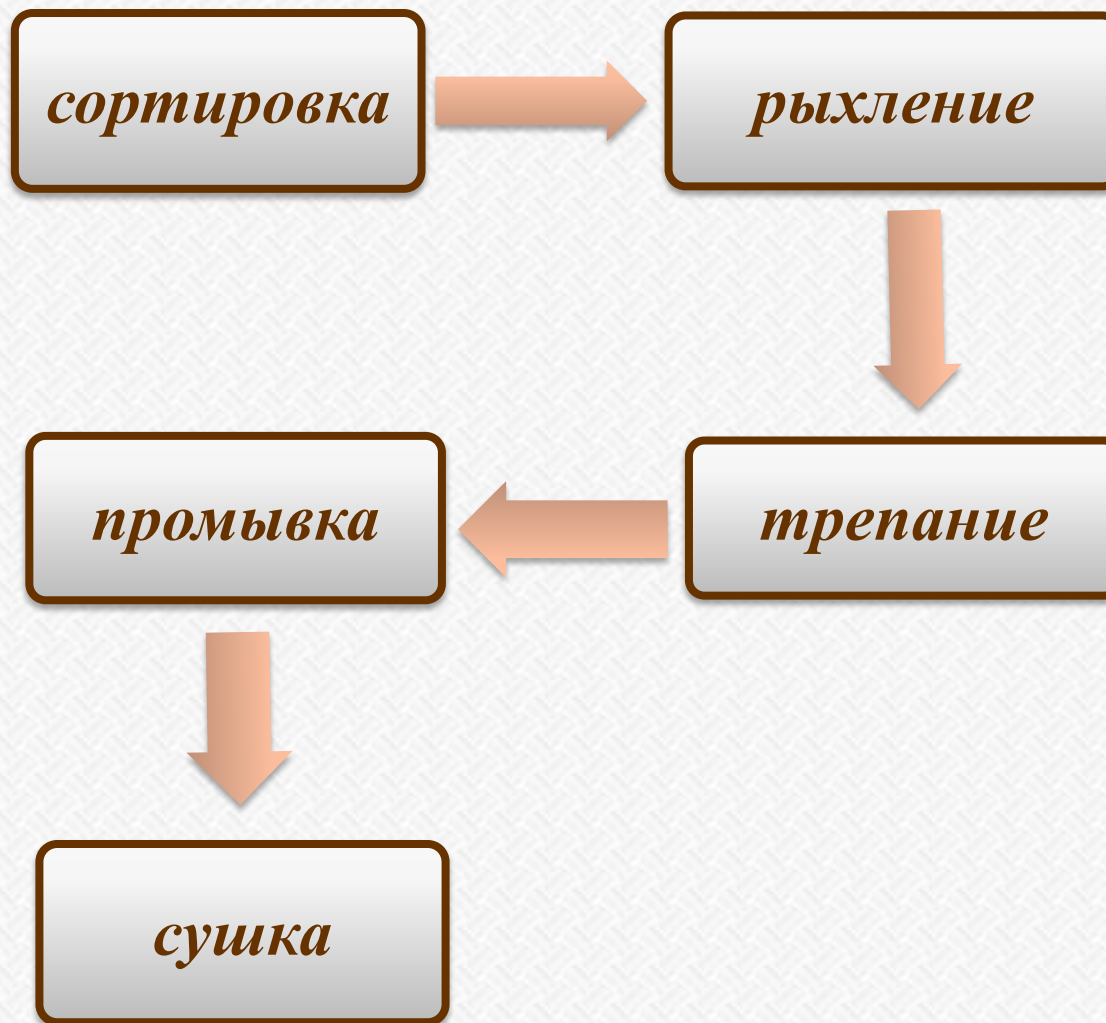 сортировка
рыхление
трепание
промывка
сушка